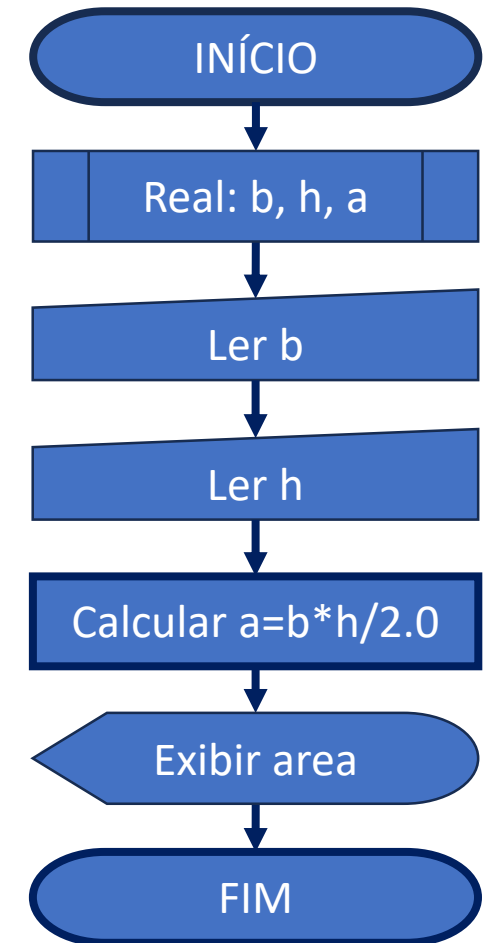 INÍCIO
Real: b, h, a
Ler b
Ler h
Calcular a=b*h/2.0
Exibir area
FIM